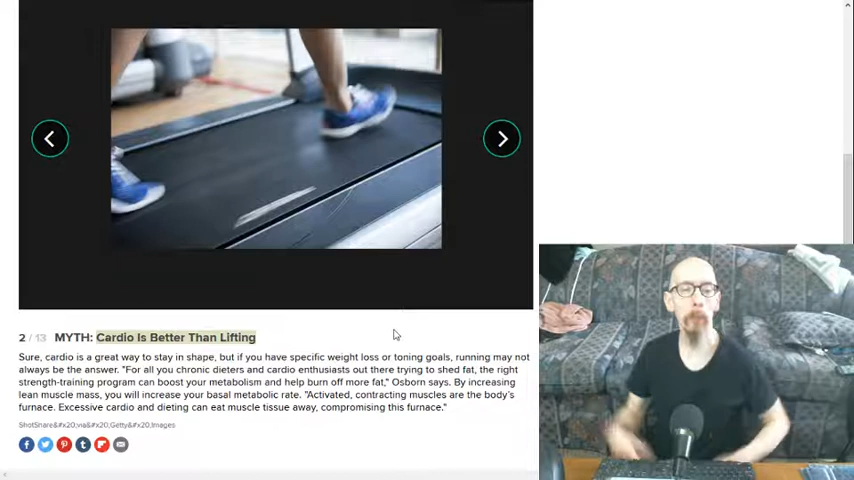 2 / 13 MYTH: Cardio Is Better Than Lifting
Sure, cardio is a great way to stay in shape, but if you have specific weight loss or toning goals, running may not
always be the answer. "For all you chronic dieters and cardio enthusiasts out there trying to shed fat, the right
strength-training program can boost your metabolism and help burn off more fat," Osborn says. By increasing
lean muscle mass, you will increase your basal metabolic rate. "Activated, contracting muscles are the body's
furnace. Excessive cardio and dieting can eat muscle tissue away, compromising this furnace."
ShotShare&#x20;via&#x20;Getty&#x20;Images